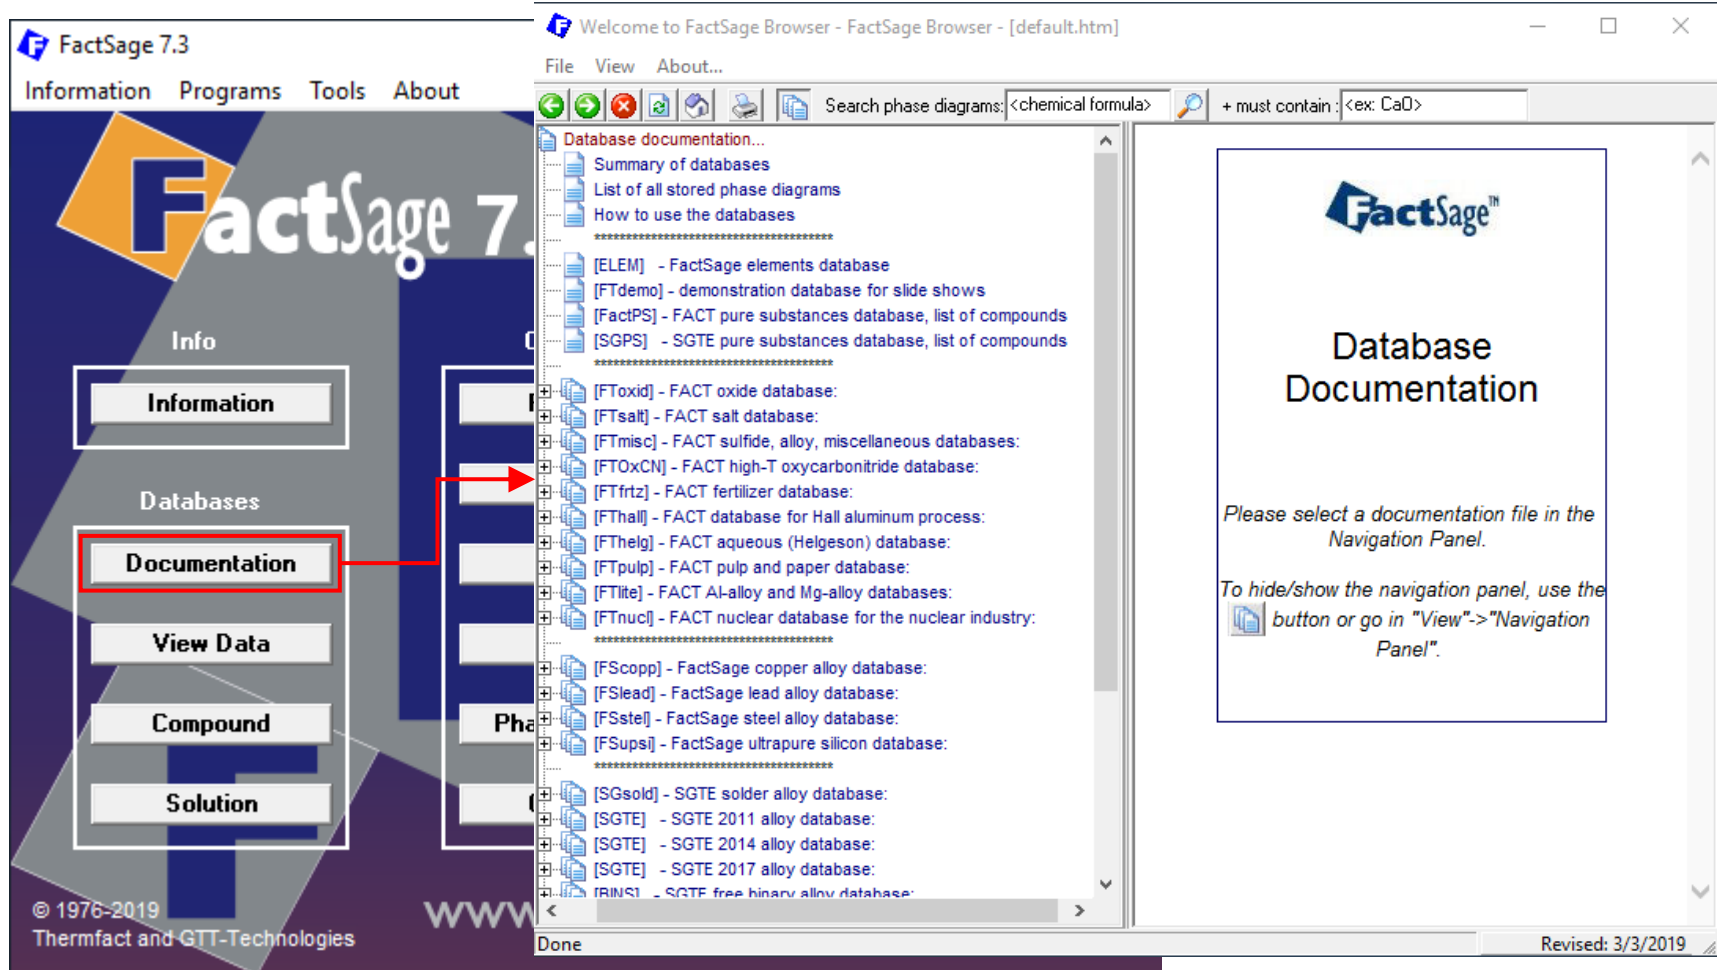 FactSage 7.3
Information Programs Tools About
FactSage 7.
Info
Information
Databases
Documentation
View Data
Compound
Solution
Pha
© 1976-2019
Thermfact and GTT-Technologies
www
Welcome to FactSage Browser - FactSage Browser - [default.htm]
File View About...
Search phase diagrams: <chemical formula> + must contain : <ex: CaO>
Database documentation...
Summary of databases
List of all stored phase diagrams
How to use the databases
**************************************
[ELEM] - FactSage elements database
[FTdemo] - demonstration database for slide shows
[FactPS] - FACT pure substances database, list of compounds
[SGPS] - SGTE pure substances database, list of compounds
**************************************
[FToxid] - FACT oxide database:
[FTsalt] - FACT salt database:
[FTmisc] - FACT sulfide, alloy, miscellaneous databases:
[FTOxCN] - FACT high-T oxycarbonitride database:
[FTfrtz] - FACT fertilizer database:
[FThall] - FACT database for Hall aluminum process:
[FThelg] - FACT aqueous (Helgeson) database:
[FTpulp] - FACT pulp and paper database:
[FTlite] - FACT Al-alloy and Mg-alloy databases:
[FTnucl] - FACT nuclear database for the nuclear industry:
**************************************
[FScopp] - FactSage copper alloy database:
[FSlead] - FactSage lead alloy database:
[FSstel] - FactSage steel alloy database:
[FSupsi] - FactSage ultrapure silicon database:
**************************************
[SGsold] - SGTE solder alloy database:
[SGTE] - SGTE 2011 alloy database:
[SGTE] - SGTE 2014 alloy database:
[SGTE] - SGTE 2017 alloy database:
[BINS] - SGTE free binary alloy database:
FactSage™
Database
Documentation
Please select a documentation file in the
Navigation Panel.
To hide/show the navigation panel, use the
button or go in "View"->"Navigation
Panel".
Done
Revised: 3/3/2019